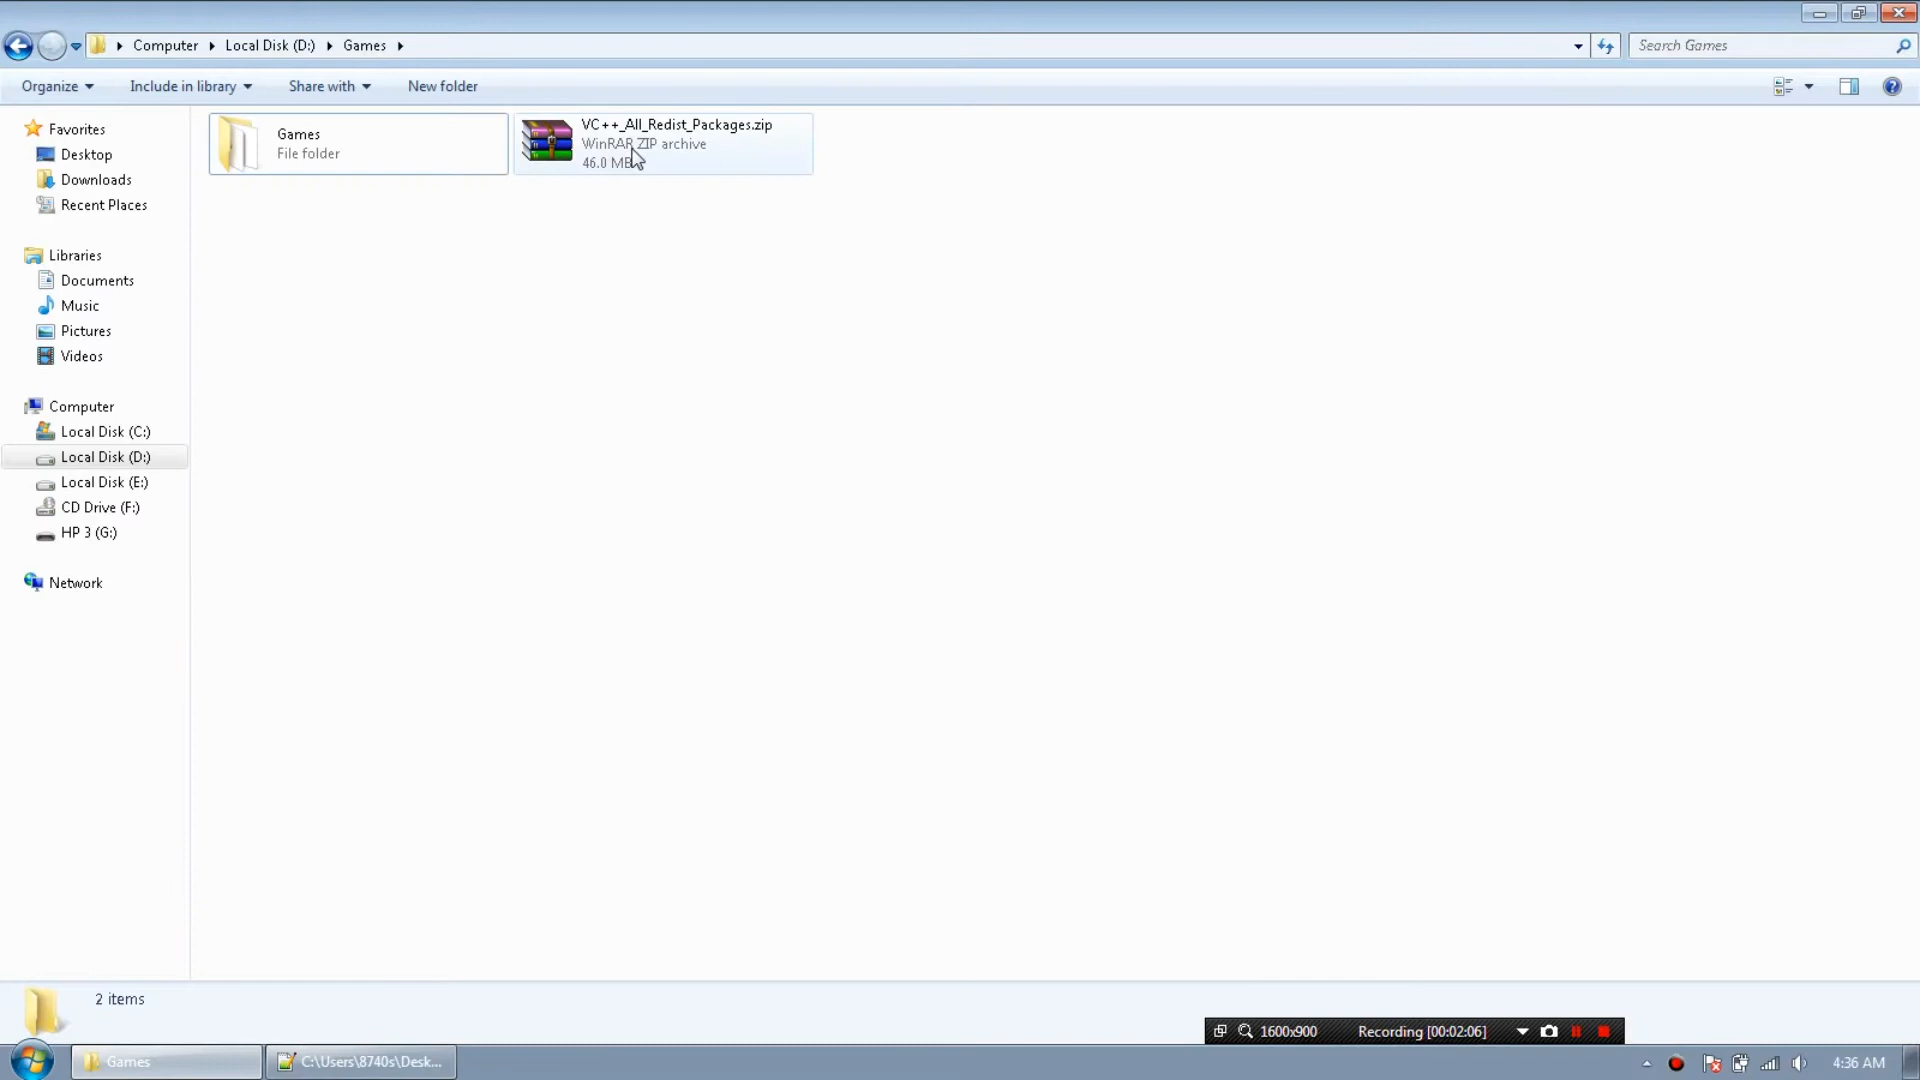 Computer Local Disk (D:) Games
Search Games
Organize Include in library Share with New folder
Favorites
Desktop
Downloads
Recent Places
Libraries
Documents
Music
Pictures
Videos
Computer
Local Disk (C:)
Local Disk (D:)
Local Disk (E:)
CD Drive (F:)
HP 3 (G:)
Network
Games
File folder
VC++_All_Redist_Packages.zip
WinRAR ZIP archive
46.0 MB
2 items
1600x900 Recording [00:02:06]
Games
C:\Users\8740s\Desk...
4:36 AM